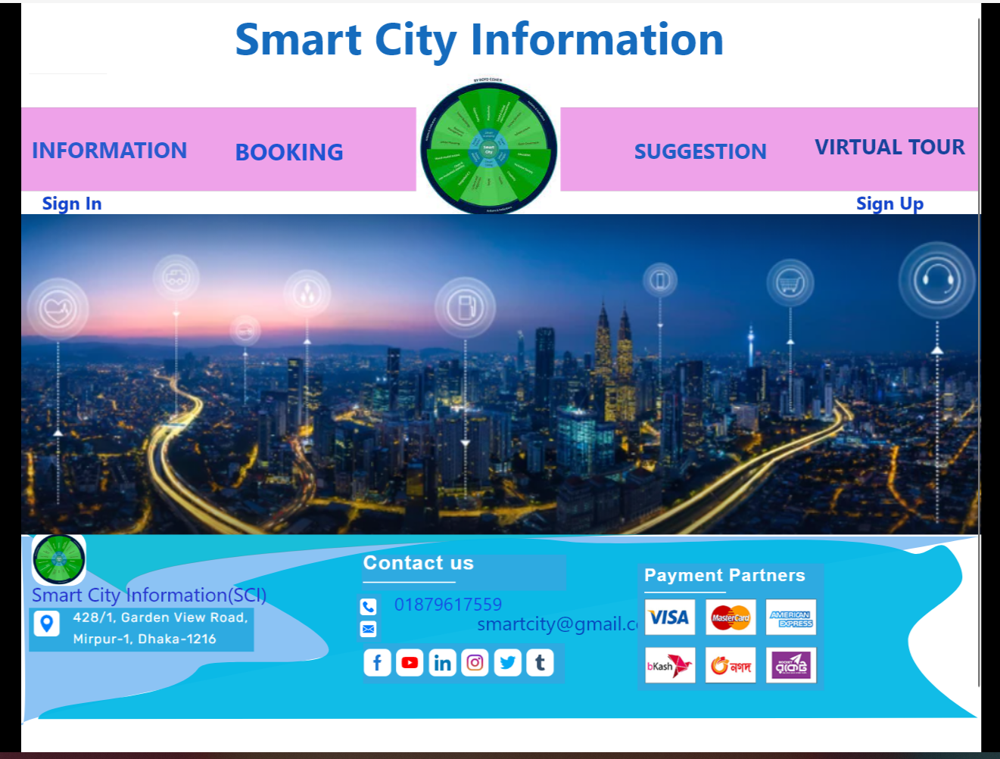 Smart City Information
BY BOYD COHEN
INFORMATION
BOOKING
Smart
City
SUGGESTION
VIRTUAL TOUR
Sign In
Sign Up
Smart City Information(SCI)
428/1, Garden View Road,
Mirpur-1, Dhaka-1216
Contact us
01879617559
smartcity@gmail.c
Payment Partners
VISA
MasterCard
AMERICAN
EXPRESS
bKash
নগদ
ROCKET
রকেট